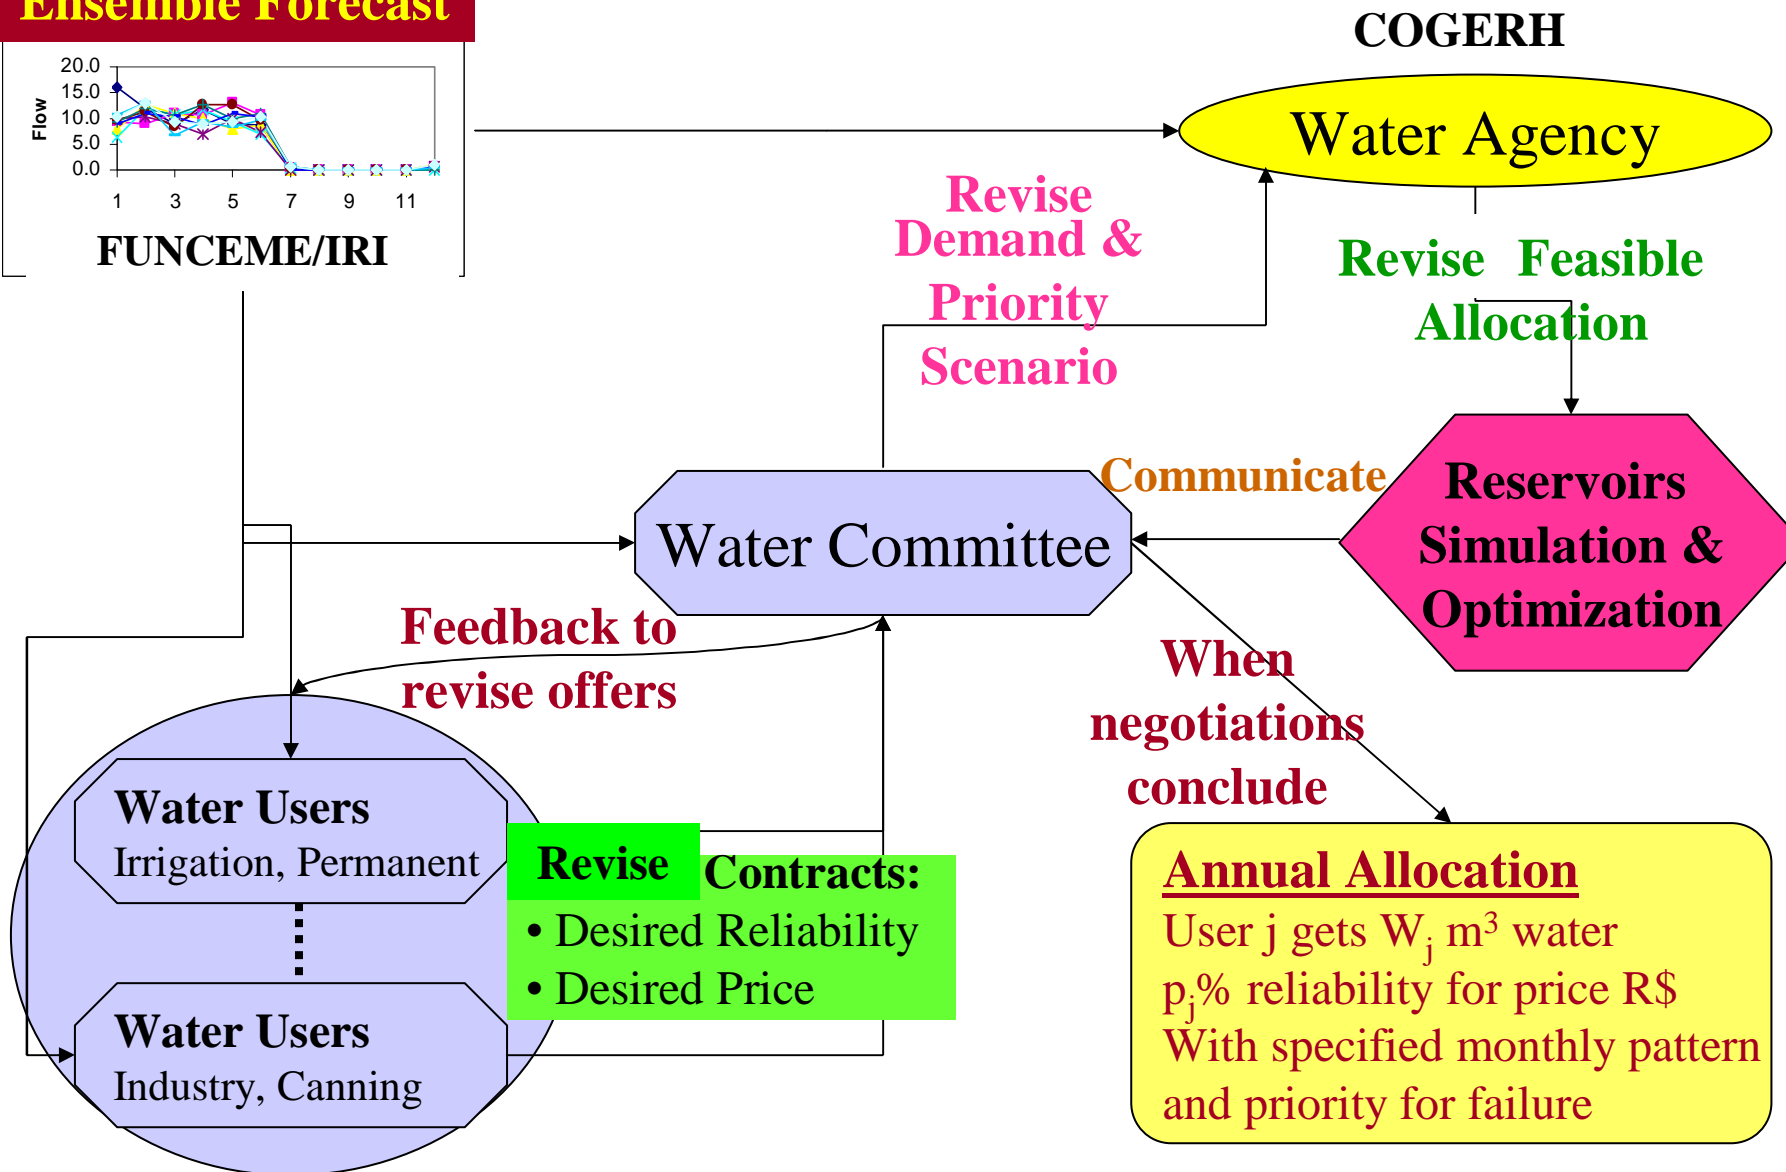 Ensemble Forecast
COGERH
20.0
15.0
10.0
5.0
0.0
Flow
1 3 5 7 9 11
FUNCEME/IRI
Water Agency
Revise
Demand &
Priority
Scenario
Revise Feasible
Allocation
Communicate
Reservoirs
Simulation &
Optimization
Water Committee
Feedback to
revise offers
When
negotiations
conclude
Water Users
Irrigation, Permanent
Revise Contracts:
• Desired Reliability
• Desired Price
Water Users
Industry, Canning
Annual Allocation
User j gets Wj m³ water
pj% reliability for price R$
With specified monthly pattern
and priority for failure